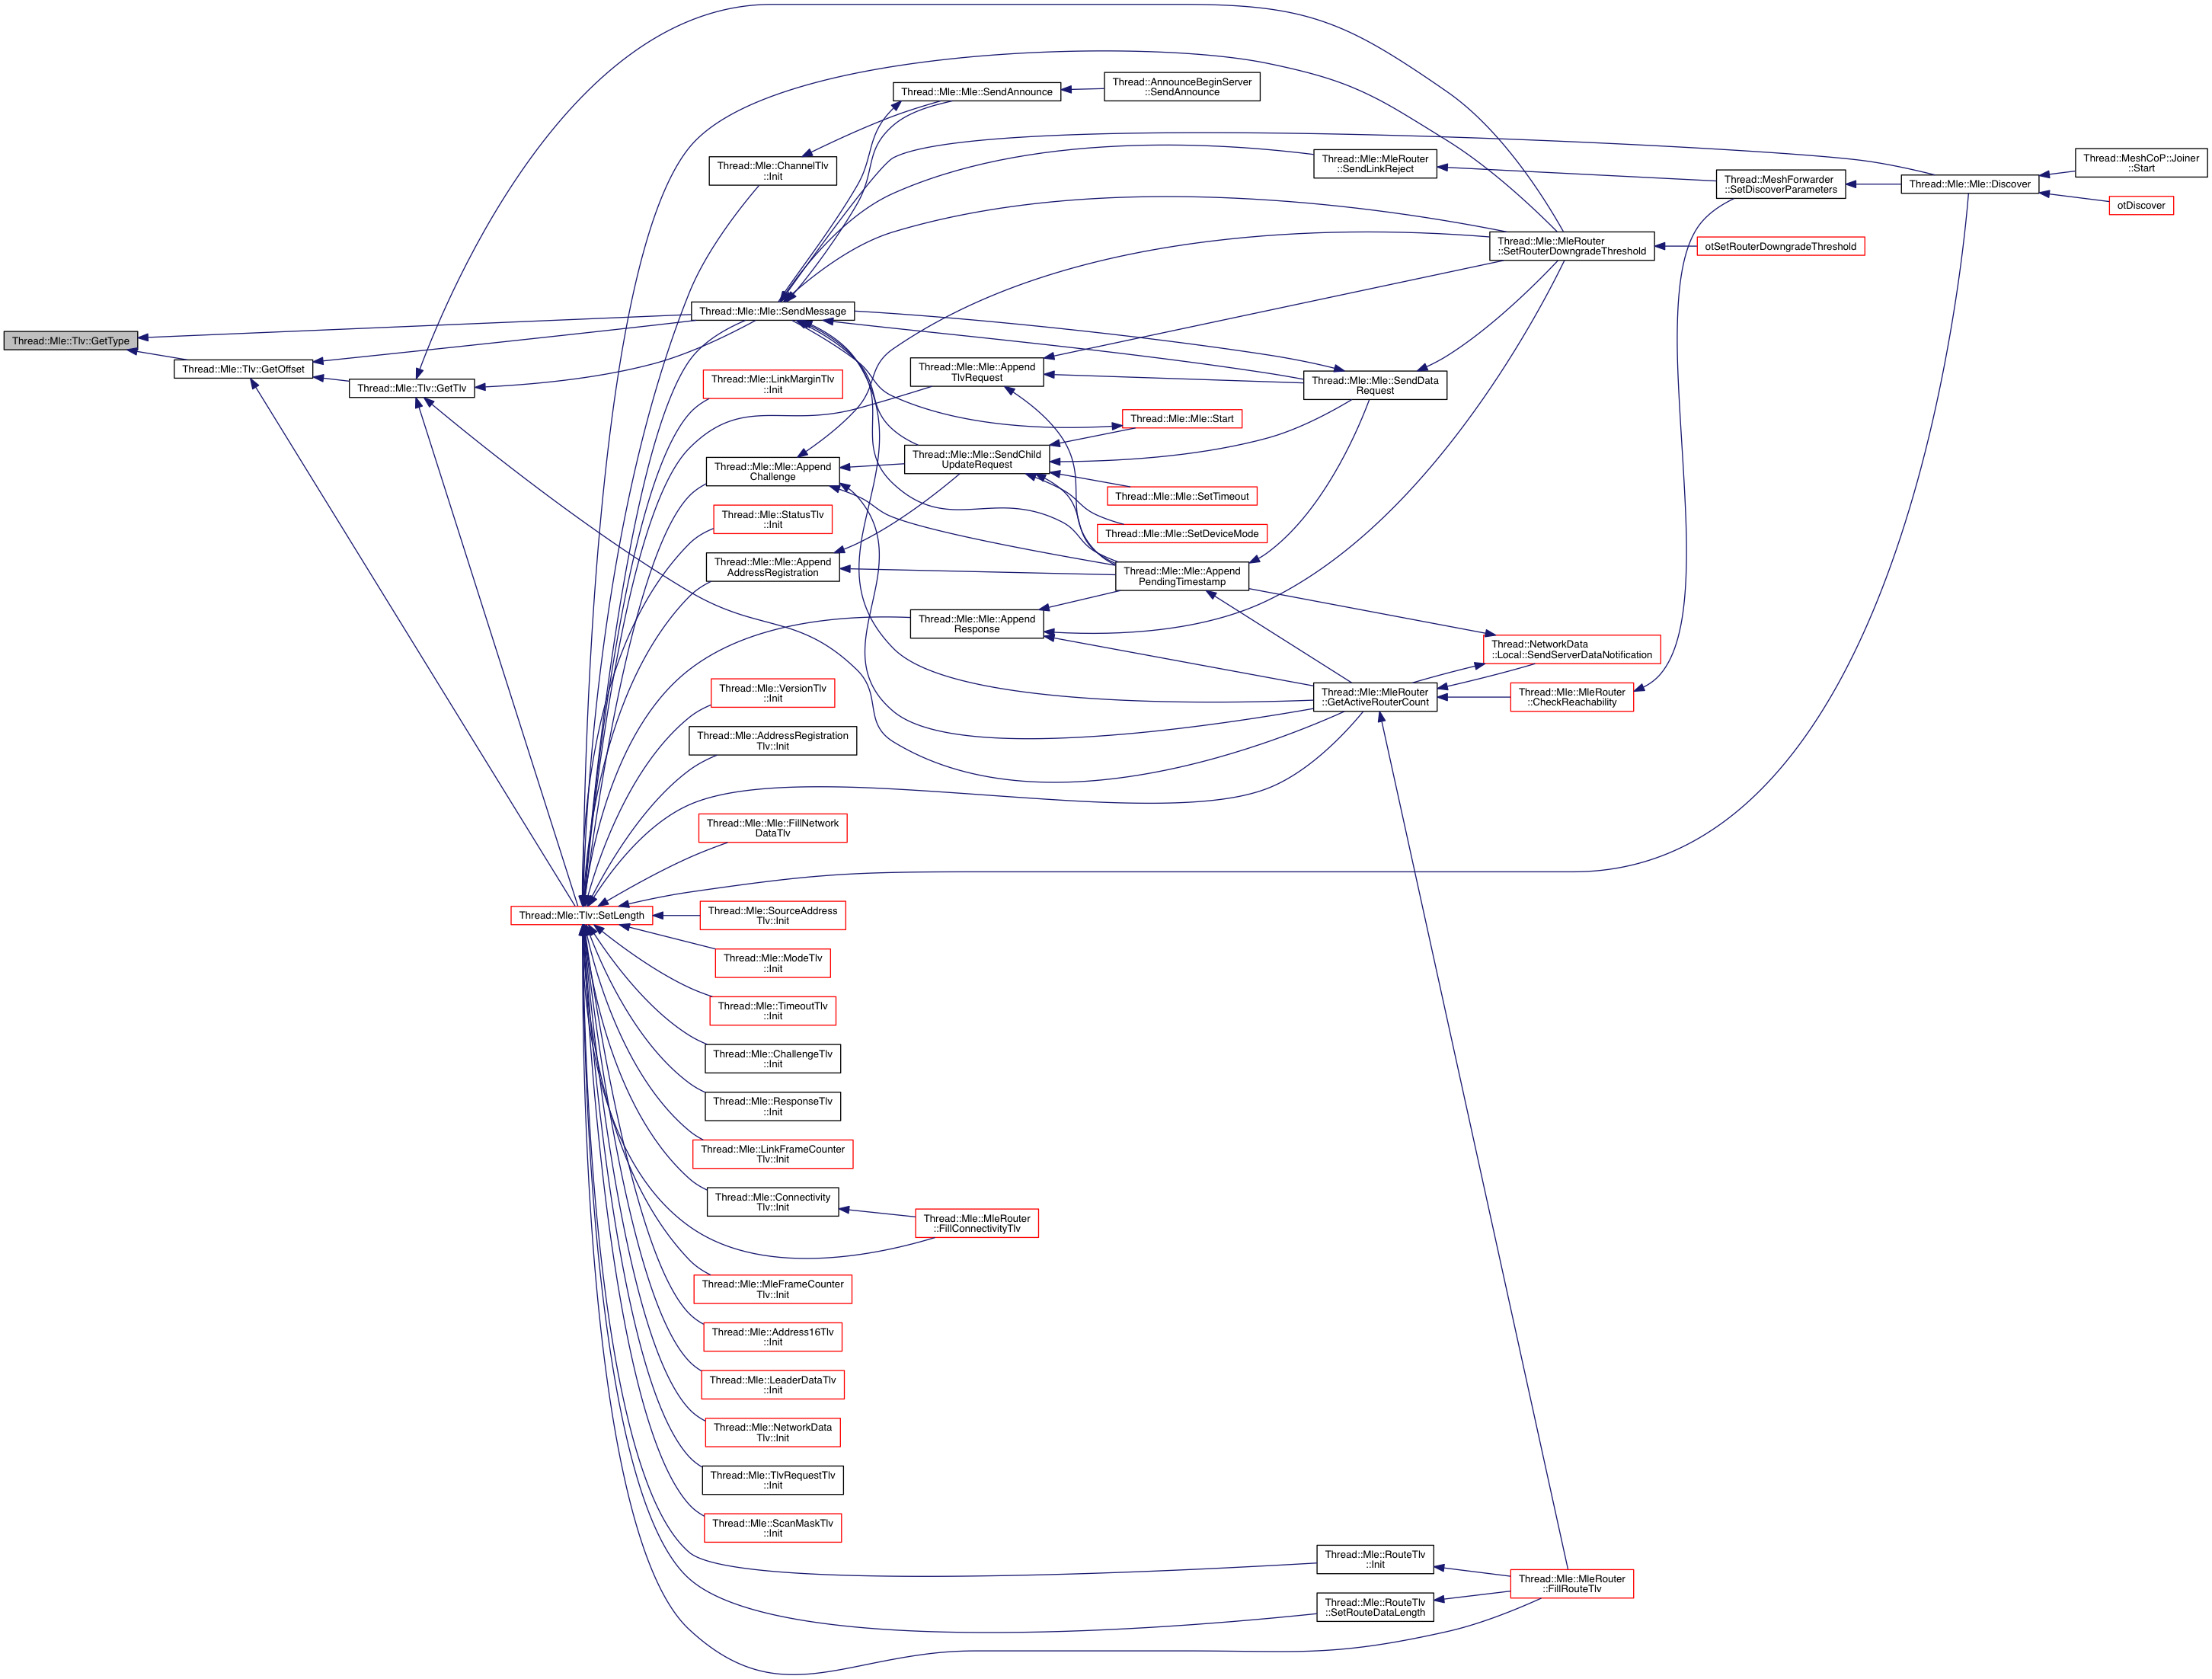 Thread::Mle::Tlv::GetType
Thread::Mle::Tlv::GetOffset
Thread::Mle::Tlv::GetTlv
Thread::Mle::Tlv::SetLength
Thread::Mle::ChannelTlv
::Init
Thread::Mle::Mle::SendMessage
Thread::Mle::LinkMarginTlv
::Init
Thread::Mle::Mle::Append
Challenge
Thread::Mle::StatusTlv
::Init
Thread::Mle::Mle::Append
AddressRegistration
Thread::Mle::VersionTlv
::Init
Thread::Mle::AddressRegistration
Tlv::Init
Thread::Mle::Mle::FillNetwork
DataTlv
Thread::Mle::SourceAddress
Tlv::Init
Thread::Mle::ModeTlv
::Init
Thread::Mle::TimeoutTlv
::Init
Thread::Mle::ChallengeTlv
::Init
Thread::Mle::ResponseTlv
::Init
Thread::Mle::LinkFrameCounter
Tlv::Init
Thread::Mle::Connectivity
Tlv::Init
Thread::Mle::MleFrameCounter
Tlv::Init
Thread::Mle::Address16Tlv
::Init
Thread::Mle::LeaderDataTlv
::Init
Thread::Mle::NetworkData
Tlv::Init
Thread::Mle::TlvRequestTlv
::Init
Thread::Mle::ScanMaskTlv
::Init
Thread::Mle::Mle::SendAnnounce
Thread::Mle::Mle::Append
TlvRequest
Thread::Mle::Mle::SendChild
UpdateRequest
Thread::Mle::Mle::Append
Response
Thread::Mle::MleRouter
::FillConnectivityTlv
Thread::AnnounceBeginServer
::SendAnnounce
Thread::Mle::Mle::Start
Thread::Mle::Mle::SetTimeout
Thread::Mle::Mle::SetDeviceMode
Thread::Mle::Mle::Append
PendingTimestamp
Thread::Mle::MleRouter
::SendLinkReject
Thread::Mle::Mle::SendData
Request
Thread::Mle::MleRouter
::GetActiveRouterCount
Thread::Mle::RouteTlv
::Init
Thread::Mle::RouteTlv
::SetRouteDataLength
Thread::Mle::MleRouter
::SetRouterDowngradeThreshold
Thread::NetworkData
::Local::SendServerDataNotification
Thread::Mle::MleRouter
::CheckReachability
Thread::Mle::MleRouter
::FillRouteTlv
Thread::MeshForwarder
::SetDiscoverParameters
otSetRouterDowngradeThreshold
Thread::Mle::Mle::Discover
Thread::MeshCoP::Joiner
::Start
otDiscover